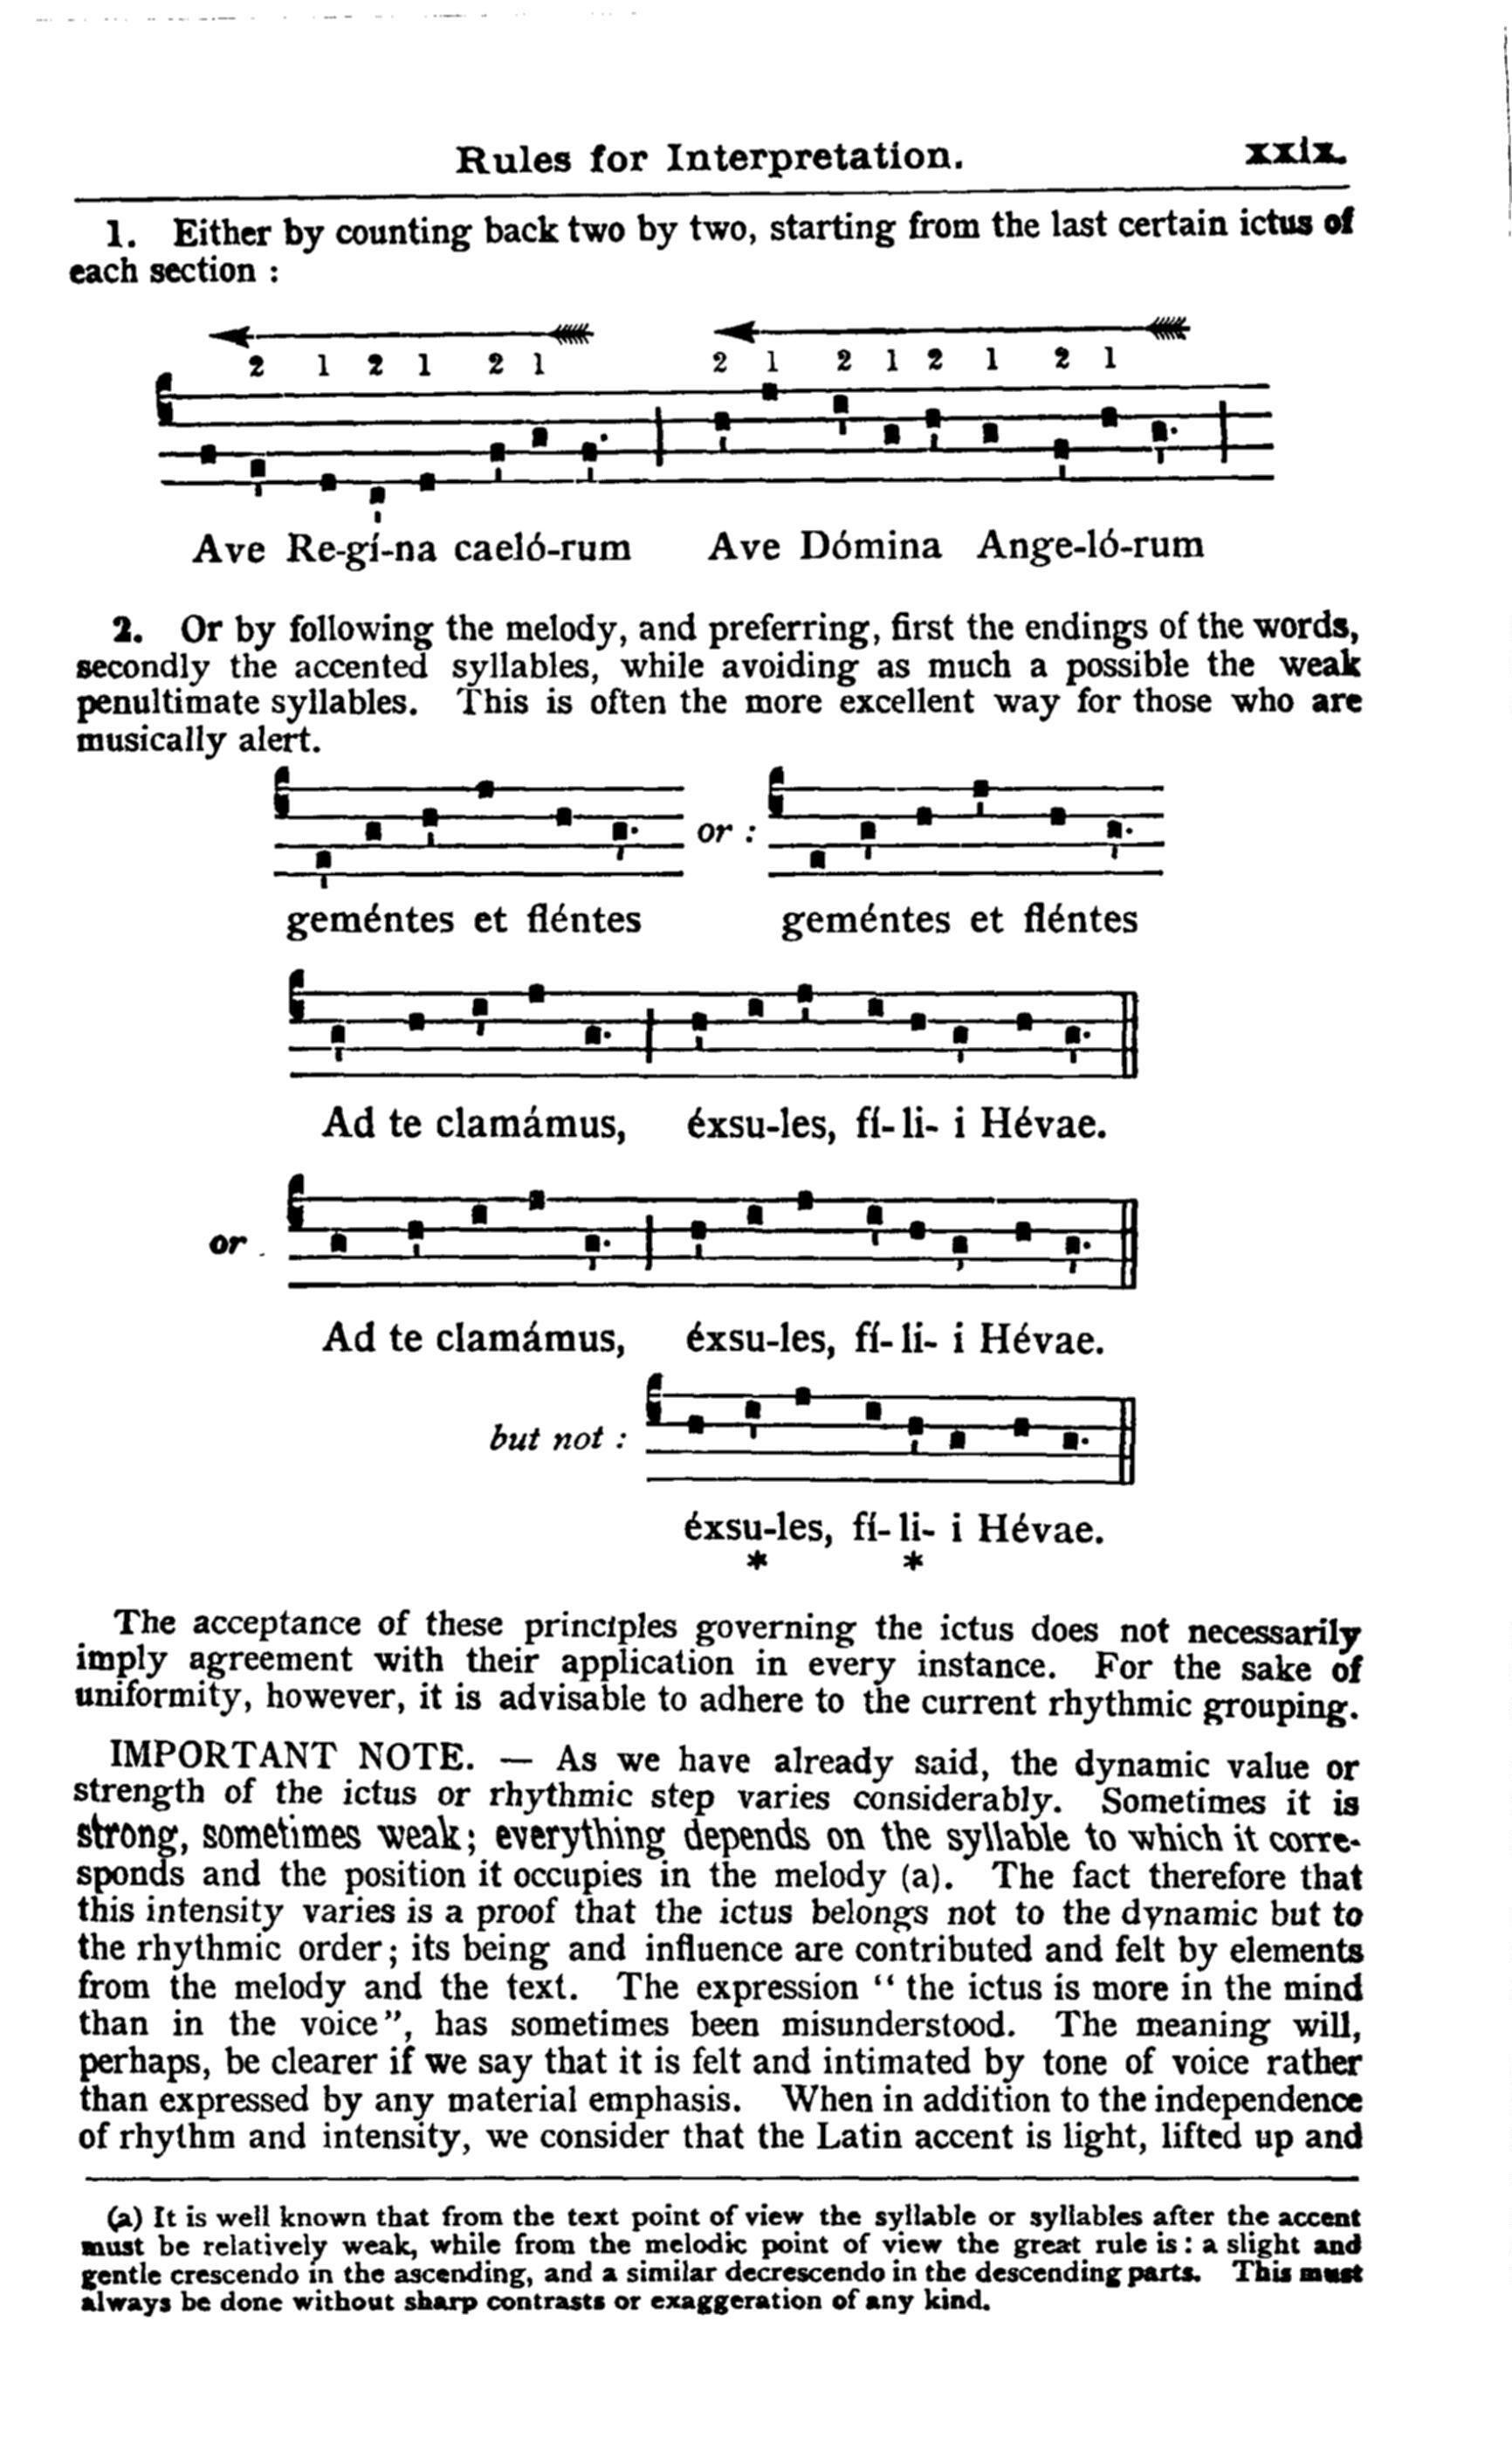 Rules for Interpretation. xxix.
1. Either by counting back two by two, starting from the last certain ictus of
each section :
2 1 2 1 2 1 2 1 2 1 2 1 2 1
Ave Re-gí-na caeló-rum Ave Dómina Ange-ló-rum
2. Or by following the melody, and preferring, first the endings of the words,
secondly the accented syllables, while avoiding as much a possible the weak
penultimate syllables. This is often the more excellent way for those who are
musically alert.
or :
geméntes et fléntes geméntes et fléntes
Ad te clamámus, éxsu-les, fí- li- i Hévae.
or
Ad te clamámus, éxsu-les, fí- li- i Hévae.
but not :
éxsu-les, fí- li- i Hévae.
* *
The acceptance of these principles governing the ictus does not necessarily
imply agreement with their application in every instance. For the sake of
uniformity, however, it is advisable to adhere to the current rhythmic grouping.
IMPORTANT NOTE. — As we have already said, the dynamic value or
strength of the ictus or rhythmic step varies considerably. Sometimes it is
strong, sometimes weak; everything depends on the syllable to which it corre-
sponds and the position it occupies in the melody (a). The fact therefore that
this intensity varies is a proof that the ictus belongs not to the dynamic but to
the rhythmic order; its being and influence are contributed and felt by elements
from the melody and the text. The expression “ the ictus is more in the mind
than in the voice”, has sometimes been misunderstood. The meaning will,
perhaps, be clearer if we say that it is felt and intimated by tone of voice rather
than expressed by any material emphasis. When in addition to the independence
of rhythm and intensity, we consider that the Latin accent is light, lifted up and
(a) It is well known that from the text point of view the syllable or syllables after the accent
must be relatively weak, while from the melodic point of view the great rule is : a slight and
gentle crescendo in the ascending, and a similar decrescendo in the descending parts. This must
always be done without sharp contrasts or exaggeration of any kind.